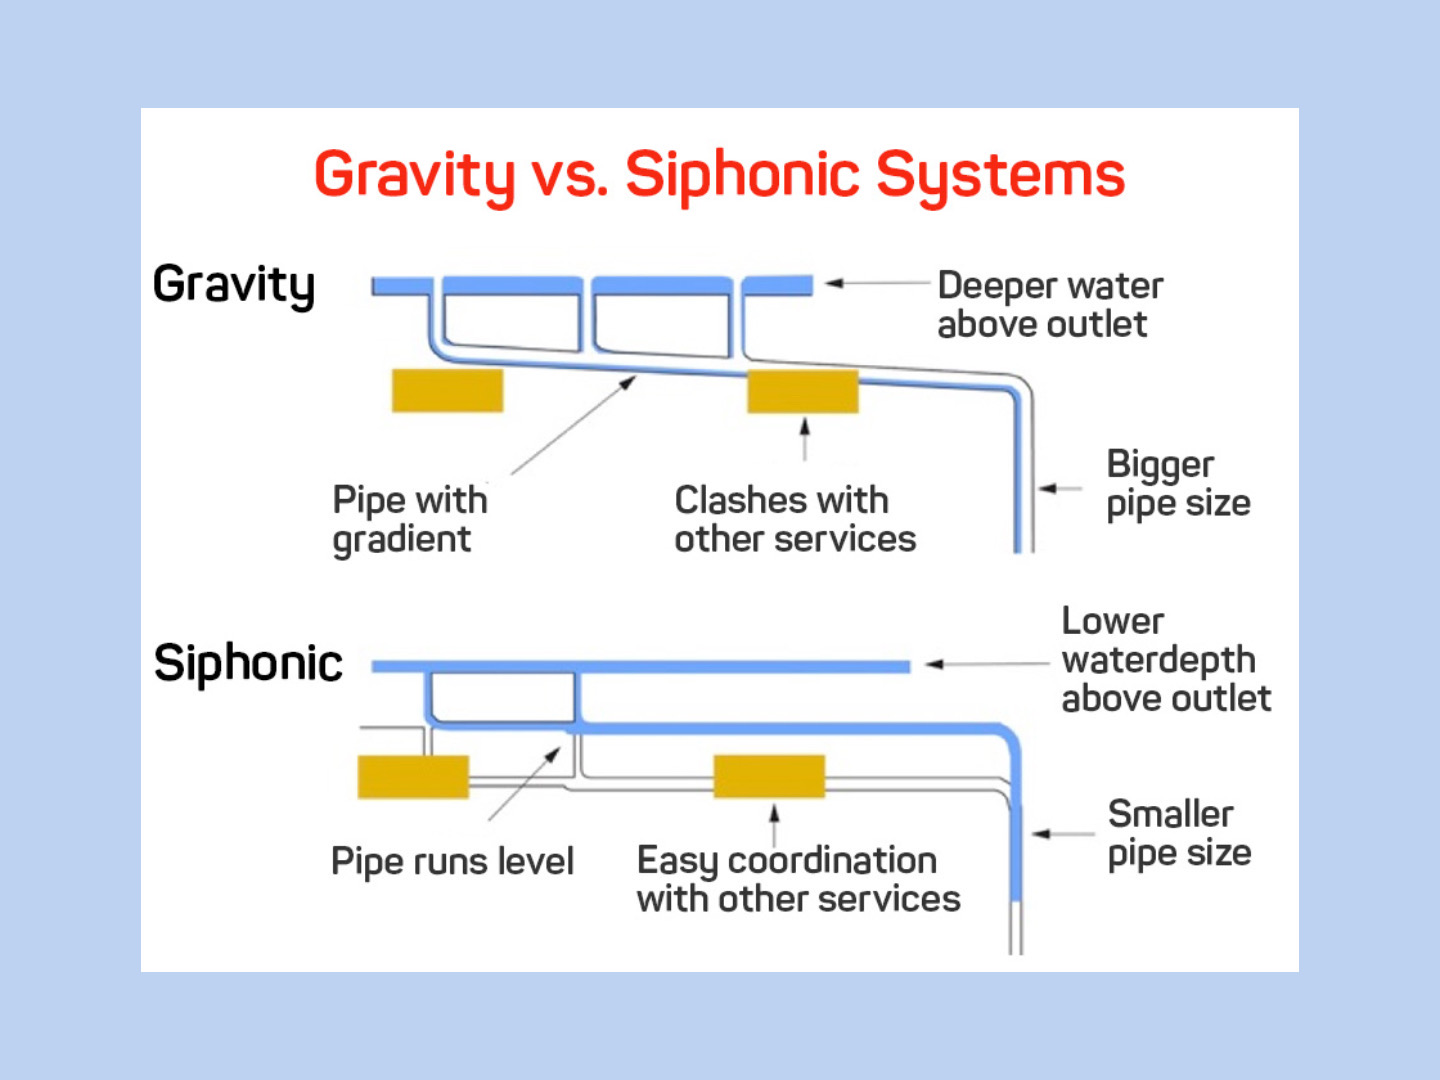 Gravity vs. Siphonic Systems
Gravity
Deeper water
above outlet
Bigger
pipe size
Pipe with
gradient
Clashes with
other services
Siphonic
Lower
waterdepth
above outlet
Smaller
pipe size
Pipe runs level
Easy coordination
with other services